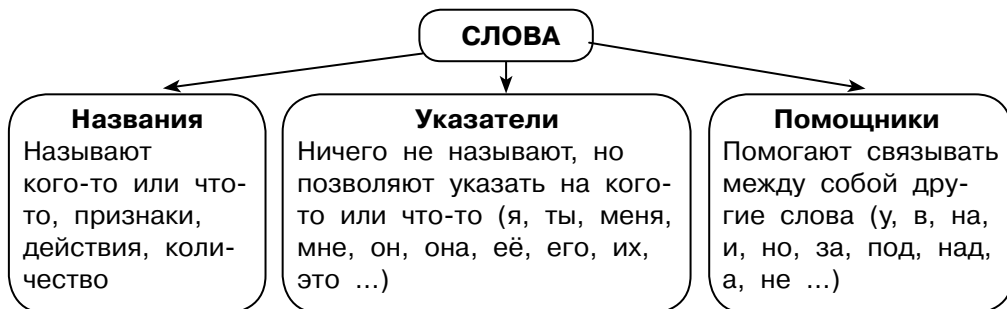 СЛОВА
Названия
Называют
кого-то или что-
то, признаки,
действия, коли-
чество
Указатели
Ничего не называют, но
позволяют указать на кого-
то или что-то (я, ты, меня,
мне, он, она, её, его, их,
это ...)
Помощники
Помогают связывать
между собой дру-
гие слова (у, в, на,
и, но, за, под, над,
а, не ...)